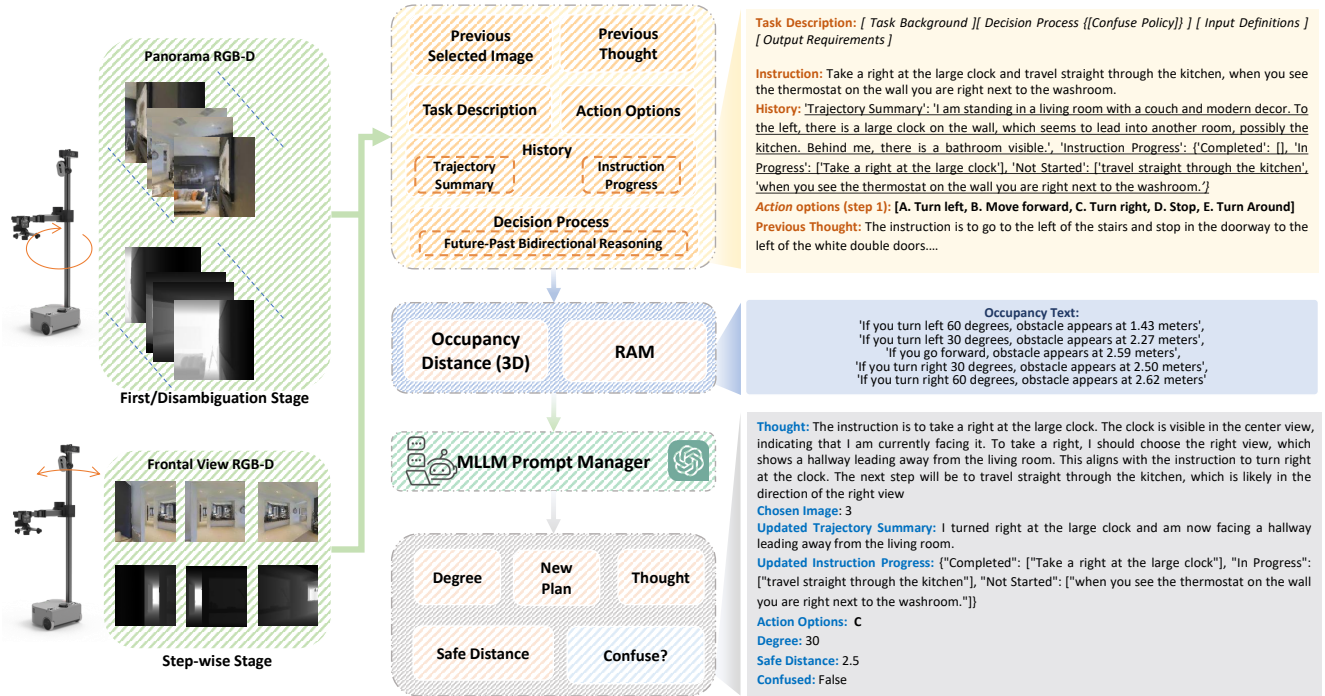 Panorama RGB-D
First/Disambiguation Stage
Frontal View RGB-D
Step-wise Stage
Previous
Selected Image
Previous
Thought
Task Description
Action Options
History
Trajectory
Summary
Instruction
Progress
Decision Process
Future-Past Bidirectional Reasoning
Occupancy
Distance (3D)
RAM
MLLM Prompt Manager
Degree
New
Plan
Thought
Safe Distance
Confuse?
Task Description: [ Task Background ][ Decision Process {[Confuse Policy]} ] [ Input Definitions ]
[ Output Requirements ]
Instruction: Take a right at the large clock and travel straight through the kitchen, when you see
the thermostat on the wall you are right next to the washroom.
History: 'Trajectory Summary': 'I am standing in a living room with a couch and modern decor. To
the left, there is a large clock on the wall, which seems to lead into another room, possibly the
kitchen. Behind me, there is a bathroom visible.', 'Instruction Progress': {'Completed': [], 'In
Progress': ['Take a right at the large clock'], 'Not Started': ['travel straight through the kitchen',
'when you see the thermostat on the wall you are right next to the washroom.'}
Action options (step 1): [A. Turn left, B. Move forward, C. Turn right, D. Stop, E. Turn Around]
Previous Thought: The instruction is to go to the left of the stairs and stop in the doorway to the
left of the white double doors....
Occupancy Text:
'If you turn left 60 degrees, obstacle appears at 1.43 meters',
'If you turn left 30 degrees, obstacle appears at 2.27 meters',
'If you go forward, obstacle appears at 2.59 meters',
'If you turn right 30 degrees, obstacle appears at 2.50 meters',
'If you turn right 60 degrees, obstacle appears at 2.62 meters'
Thought: The instruction is to take a right at the large clock. The clock is visible in the center view,
indicating that I am currently facing it. To take a right, I should choose the right view, which
shows a hallway leading away from the living room. This aligns with the instruction to turn right
at the clock. The next step will be to travel straight through the kitchen, which is likely in the
direction of the right view
Chosen Image: 3
Updated Trajectory Summary: I turned right at the large clock and am now facing a hallway
leading away from the living room.
Updated Instruction Progress: {"Completed": ["Take a right at the large clock"], "In Progress":
["travel straight through the kitchen"], "Not Started": ["when you see the thermostat on the wall
you are right next to the washroom."]}
Action Options: C
Degree: 30
Safe Distance: 2.5
Confused: False